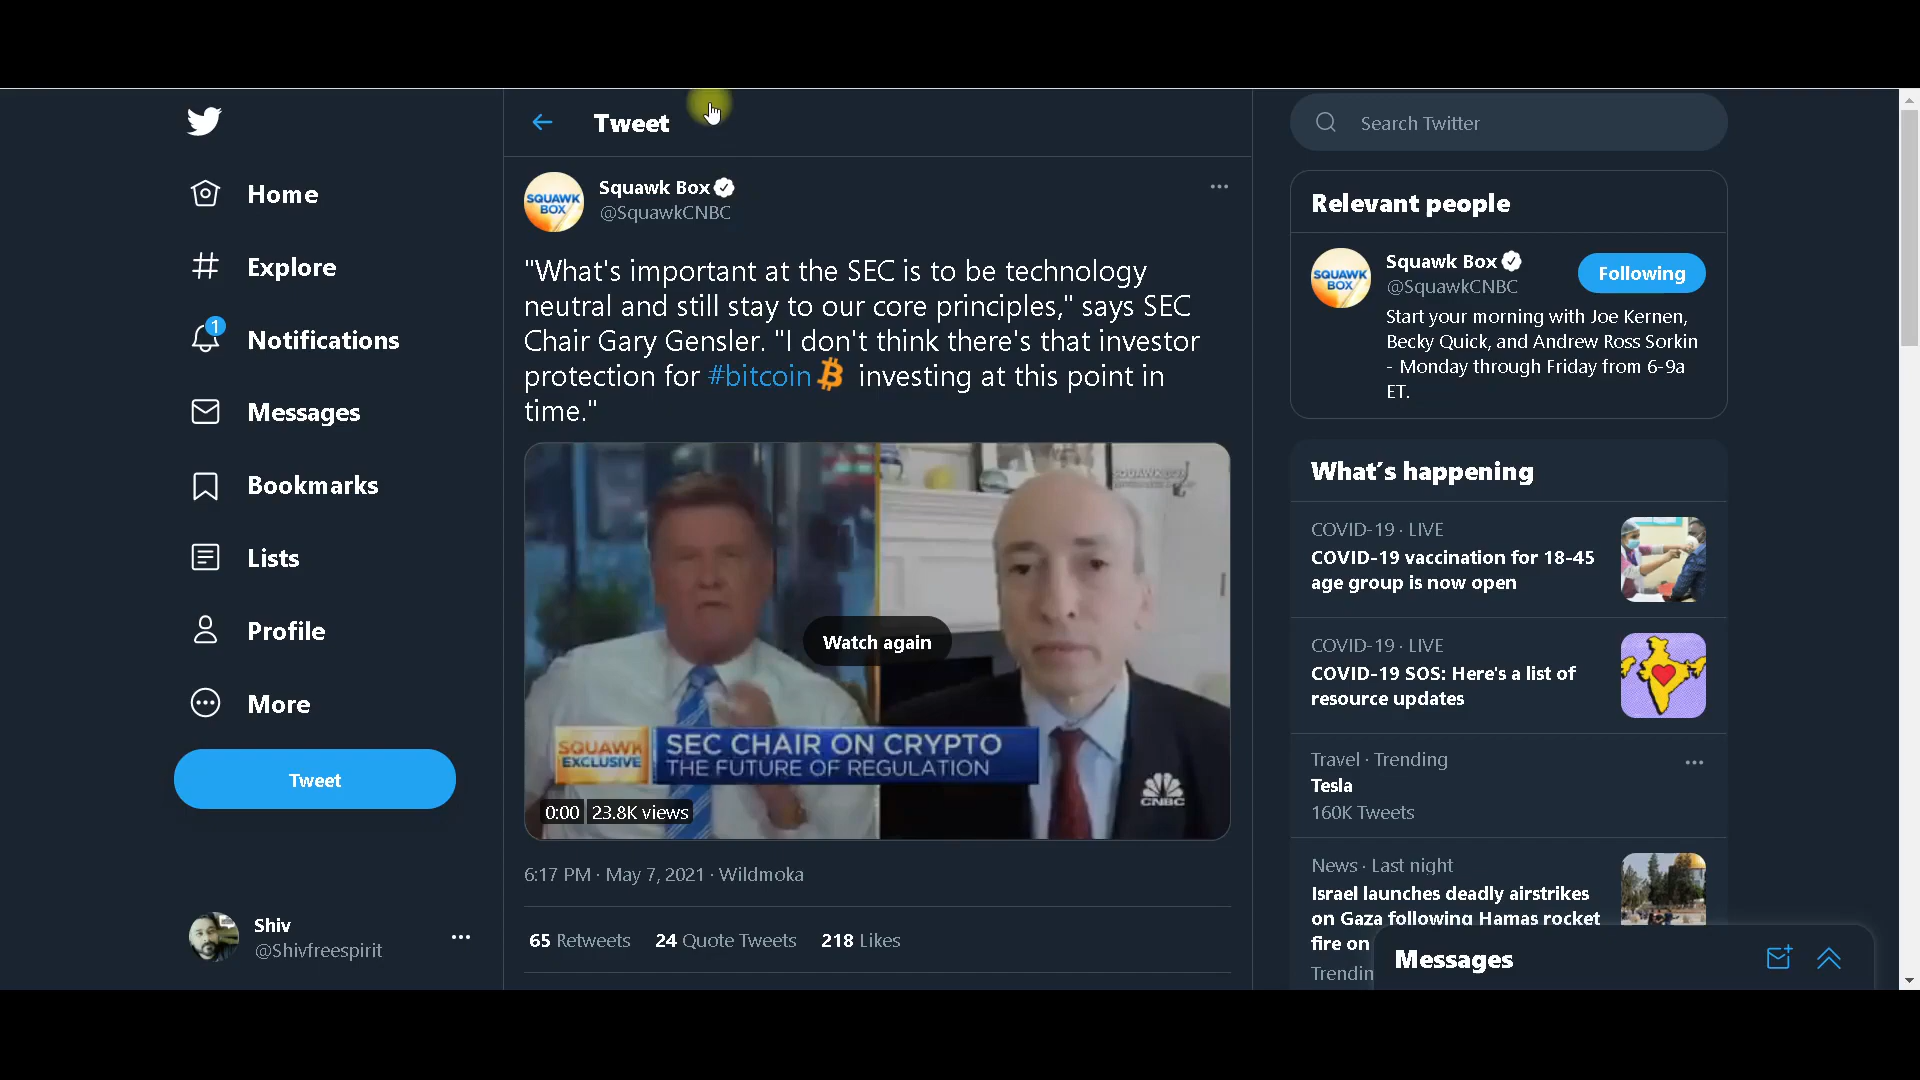 Home
Explore
1
Notifications
Messages
Bookmarks
Lists
Profile
More
Tweet
Shiv
@Shivfreespirit
Tweet
SQUAWK
BOX
Squawk Box
@SquawkCNBC
"What's important at the SEC is to be technology
neutral and still stay to our core principles," says SEC
Chair Gary Gensler. "I don't think there's that investor
protection for #bitcoin investing at this point in
time."
Watch again
SQUAWK
EXCLUSIVE
SEC CHAIR ON CRYPTO
THE FUTURE OF REGULATION
CNBC
0:00 23.8K views
6:17 PM · May 7, 2021 · Wildmoka
65 Retweets 24 Quote Tweets 218 Likes
Search Twitter
Relevant people
SQUAWK
BOX
Squawk Box
@SquawkCNBC
Following
Start your morning with Joe Kernen,
Becky Quick, and Andrew Ross Sorkin
- Monday through Friday from 6-9a
ET.
What's happening
COVID-19 · LIVE
COVID-19 vaccination for 18-45
age group is now open
COVID-19 · LIVE
COVID-19 SOS: Here's a list of
resource updates
Travel · Trending
Tesla
160K Tweets
News · Last night
Israel launches deadly airstrikes
on Gaza following Hamas rocket
fire on
Trendin
Messages